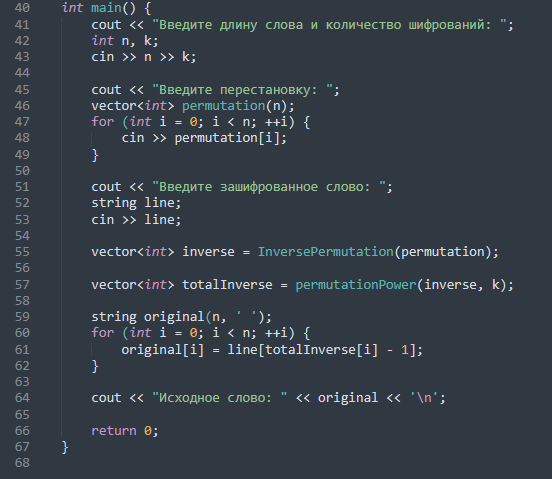 40 int main() {
41 cout << "Введите длину слова и количество шифрований: ";
42 int n, k;
43 cin >> n >> k;
44
45 cout << "Введите перестановку: ";
46 vector<int> permutation(n);
47 for (int i = 0; i < n; ++i) {
48 cin >> permutation[i];
49 }
50
51 cout << "Введите зашифрованное слово: ";
52 string line;
53 cin >> line;
54
55 vector<int> inverse = InversePermutation(permutation);
56
57 vector<int> totalInverse = permutationPower(inverse, k);
58
59 string original(n, ' ');
60 for (int i = 0; i < n; ++i) {
61 original[i] = line[totalInverse[i] - 1];
62 }
63
64 cout << "Исходное слово: " << original << '\n';
65
66 return 0;
67 }
68